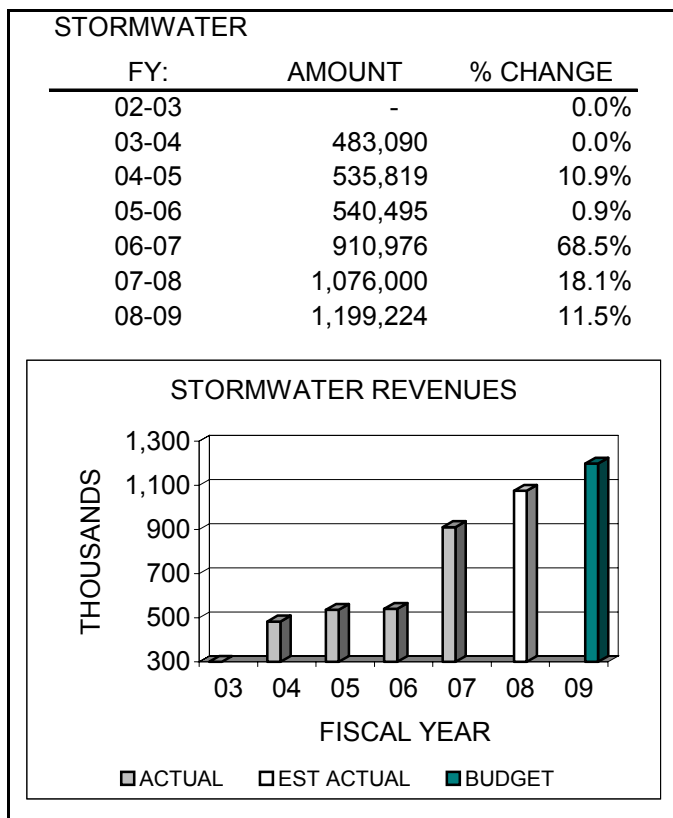 STORMWATER
FY: AMOUNT % CHANGE
02-03 - 0.0%
03-04 483,090 0.0%
04-05 535,819 10.9%
05-06 540,495 0.9%
06-07 910,976 68.5%
07-08 1,076,000 18.1%
08-09 1,199,224 11.5%
STORMWATER REVENUES
1,300
1,100
900
700
500
300
THOUSANDS
03 04 05 06 07 08 09
FISCAL YEAR
ACTUAL EST ACTUAL BUDGET